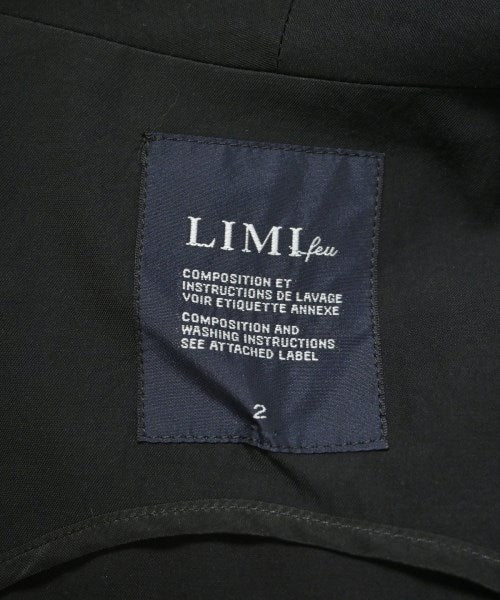 LIMI feu
COMPOSITION ET
INSTRUCTIONS DE LAVAGE
VOIR ETIQUETTE ANNEXE
COMPOSITION AND
WASHING INSTRUCTIONS
SEE ATTACHED LABEL
2